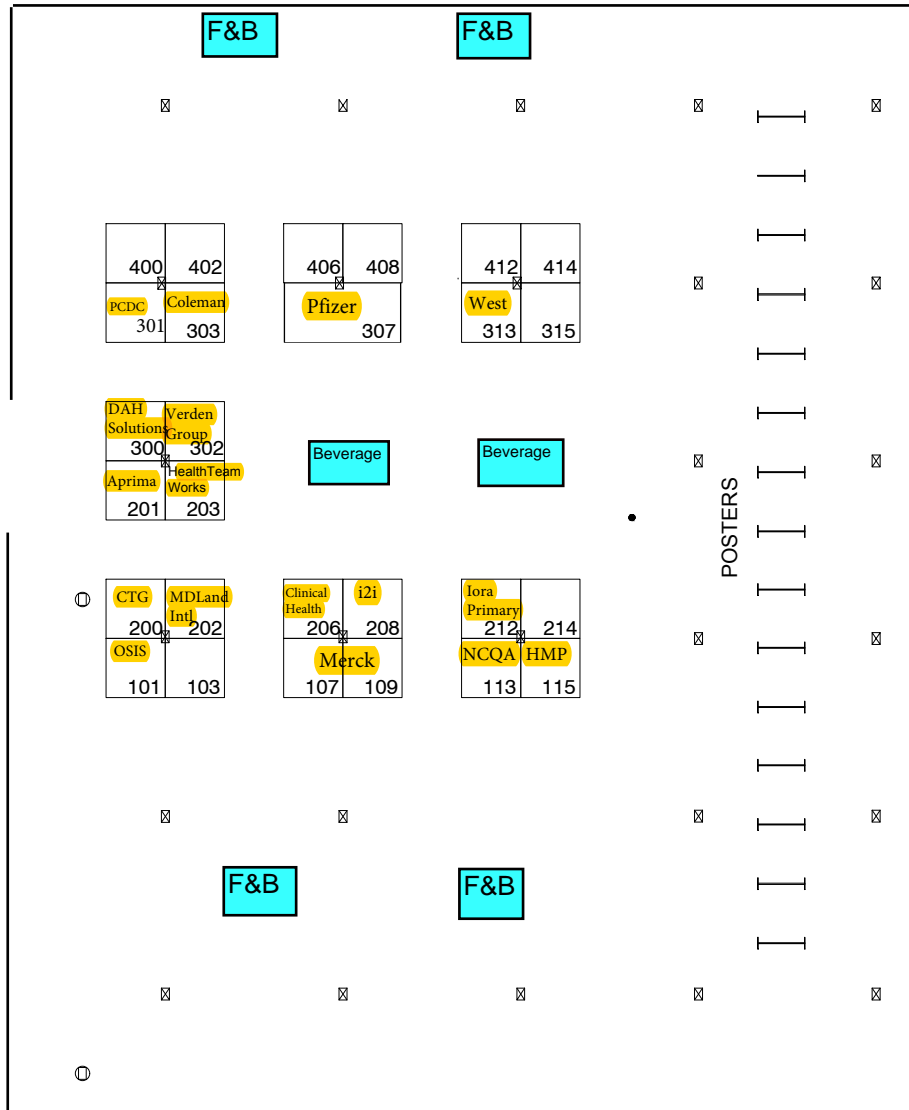 F&B
F&B
400
402
406
408
412
414
PCDC
301
Coleman
303
Pfizer
307
West
313
315
DAH
Solutions
300
Verden
Group
302
Beverage
Beverage
Aprima
201
HealthTeam
Works
203
POSTERS
CTG
200
MDLand
Intl
202
Clinical
Health
206
i2i
208
Iora
Primary
212
214
OSIS
101
103
Merck
107
109
NCQA
113
HMP
115
F&B
F&B